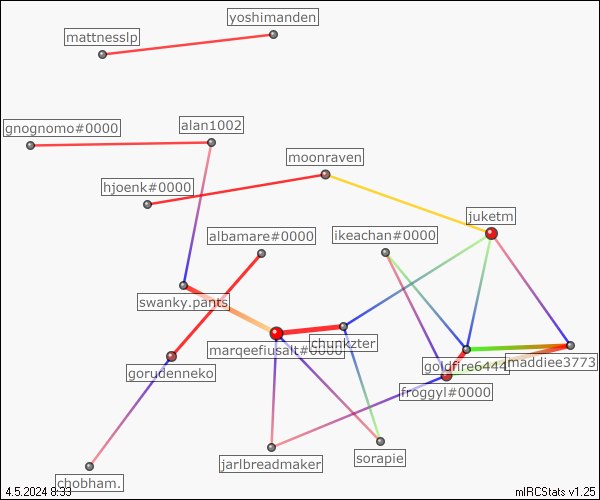 yoshimanden
mattnesslp
gnognomo#0000
alan1002
moonraven
hjoenk#0000
juketm
albamare#0000
ikeachan#0000
swanky.pants
marqeefiusalt#0000
chunkzter
goldfire6444
maddiee3773
gorudenneko
froggyl#0000
jarlbreadmaker
sorapie
chobham.
4.5.2024 8:33
mIRCStats v1.25